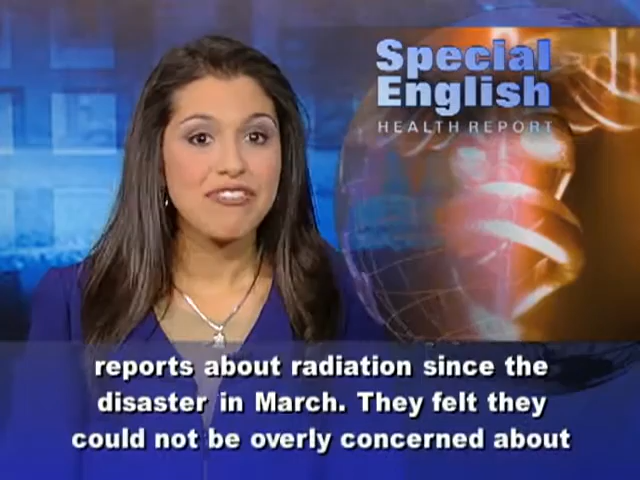 Special
English
HEALTH REPORT
reports about radiation since the
disaster in March. They felt they
could not be overly concerned about